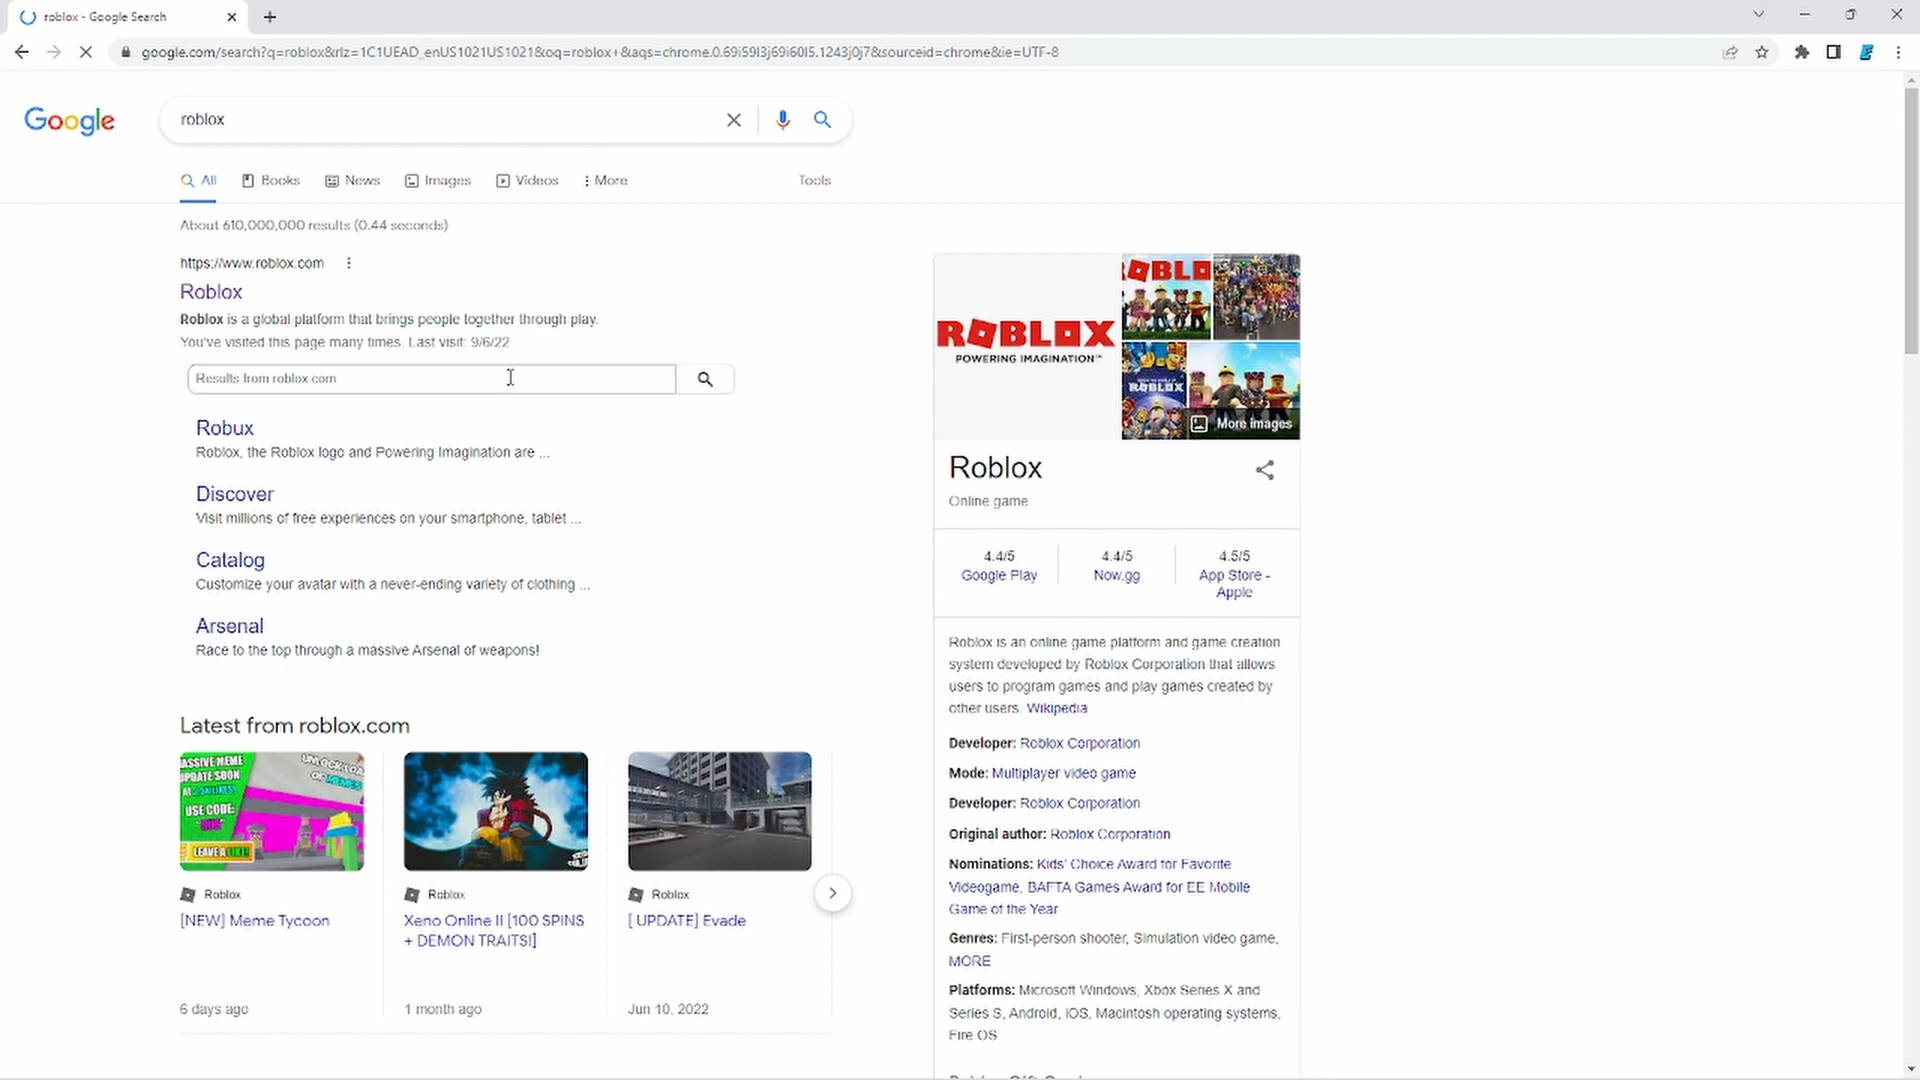 roblox - Google Search
google.com/search?q=roblox&rlz=1C1UEAD_enUS1021US1021&oq=roblox+&aqs=chrome.0.69i59l3j69i60l5.1243j0j7&sourceid=chrome&ie=UTF-8
Google
roblox
All
Books
News
Images
Videos
More
Tools
About 610,000,000 results (0.44 seconds)
https://www.roblox.com
Roblox
Roblox is a global platform that brings people together through play.
You've visited this page many times. Last visit: 9/6/22
Results from roblox.com
Robux
Roblox, the Roblox logo and Powering Imagination are ...
Discover
Visit millions of free experiences on your smartphone, tablet ...
Catalog
Customize your avatar with a never-ending variety of clothing ...
Arsenal
Race to the top through a massive Arsenal of weapons!
Latest from roblox.com
ASSIVE MEME
UPDATE SOON
USE CODE:
LEAVE A LIKE!
Roblox
[NEW] Meme Tycoon
6 days ago
Roblox
Xeno Online II [100 SPINS
+ DEMON TRAITS!]
1 month ago
Roblox
[ UPDATE] Evade
Jun 10, 2022
ROBLOX
POWERING IMAGINATION™
ROBLO
ROBLOX
More images
Roblox
Online game
4.4/5
Google Play
4.4/5
Now.gg
4.5/5
App Store -
Apple
Roblox is an online game platform and game creation
system developed by Roblox Corporation that allows
users to program games and play games created by
other users. Wikipedia
Developer: Roblox Corporation
Mode: Multiplayer video game
Developer: Roblox Corporation
Original author: Roblox Corporation
Nominations: Kids' Choice Award for Favorite
Videogame, BAFTA Games Award for EE Mobile
Game of the Year
Genres: First-person shooter, Simulation video game,
MORE
Platforms: Microsoft Windows, Xbox Series X and
Series S, Android, iOS, Macintosh operating systems,
Fire OS